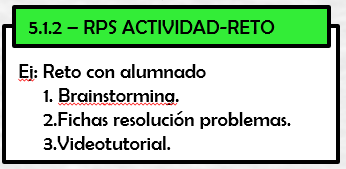 5.1.2 – RPS ACTIVIDAD-RETO
Ej: Reto con alumnado
1. Brainstorming.
2.Fichas resolución problemas.
3.Videotutorial.